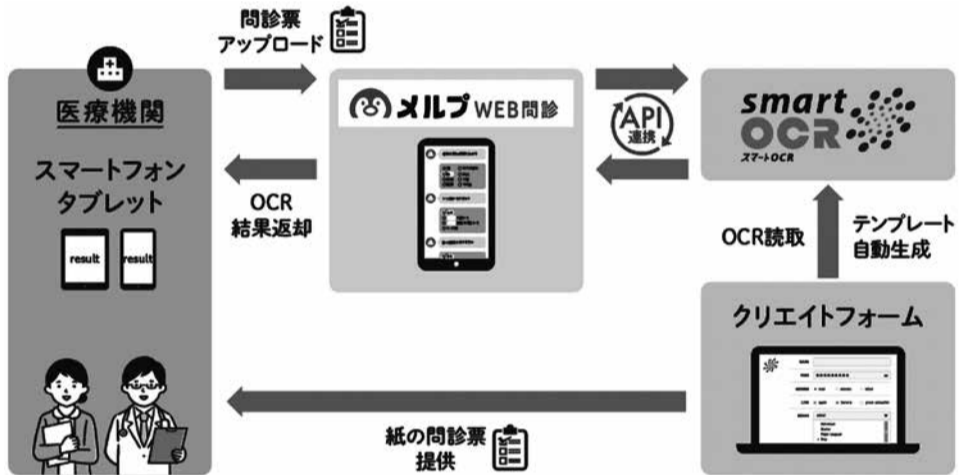 問診票
アップロード
医療機関
スマートフォン
タブレット
result
result
メルプ WEB問診
OCR
結果返却
API
連携
smart
OCR
スマートOCR
OCR読取
テンプレート
自動生成
クリエイトフォーム
紙の問診票
提供